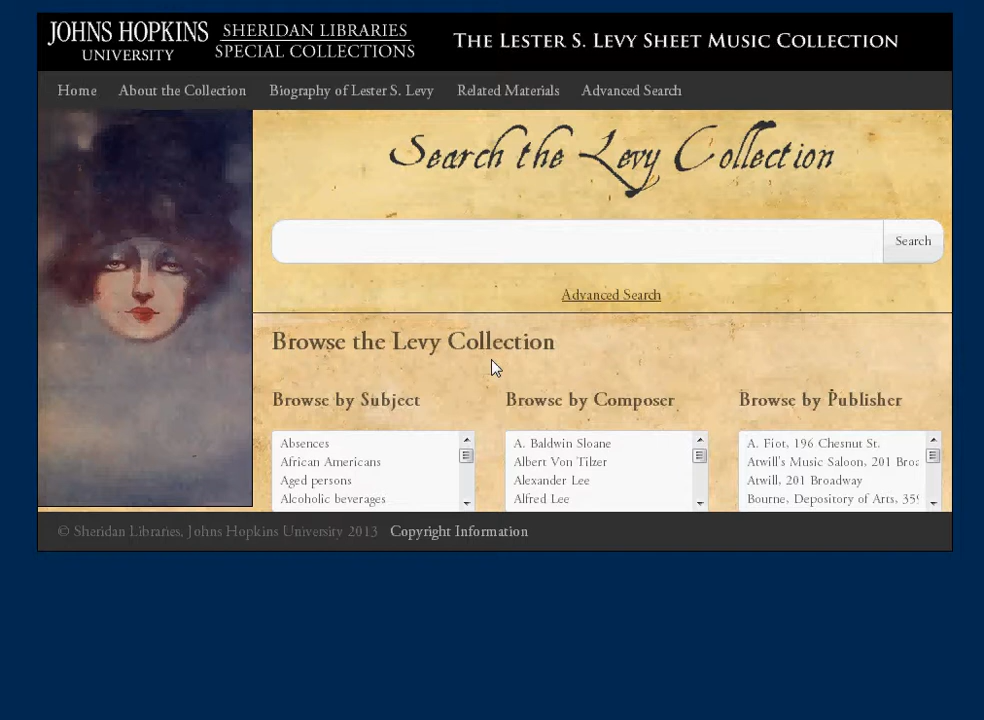 JOHNS HOPKINS UNIVERSITY
SHERIDAN LIBRARIES
SPECIAL COLLECTIONS
THE LESTER S. LEVY SHEET MUSIC COLLECTION
Home About the Collection Biography of Lester S. Levy Related Materials Advanced Search
Search the Levy Collection
Search
Advanced Search
Browse the Levy Collection
Browse by Subject
Absences
African Americans
Aged persons
Alcoholic beverages
Browse by Composer
A. Baldwin Sloane
Albert Von Tilzer
Alexander Lee
Alfred Lee
Browse by Publisher
A. Fiot, 196 Chesnut St.
Atwill's Music Saloon, 201 Broa
Atwill, 201 Broadway
Bourne, Depository of Arts, 359
© Sheridan Libraries, Johns Hopkins University 2013 Copyright Information